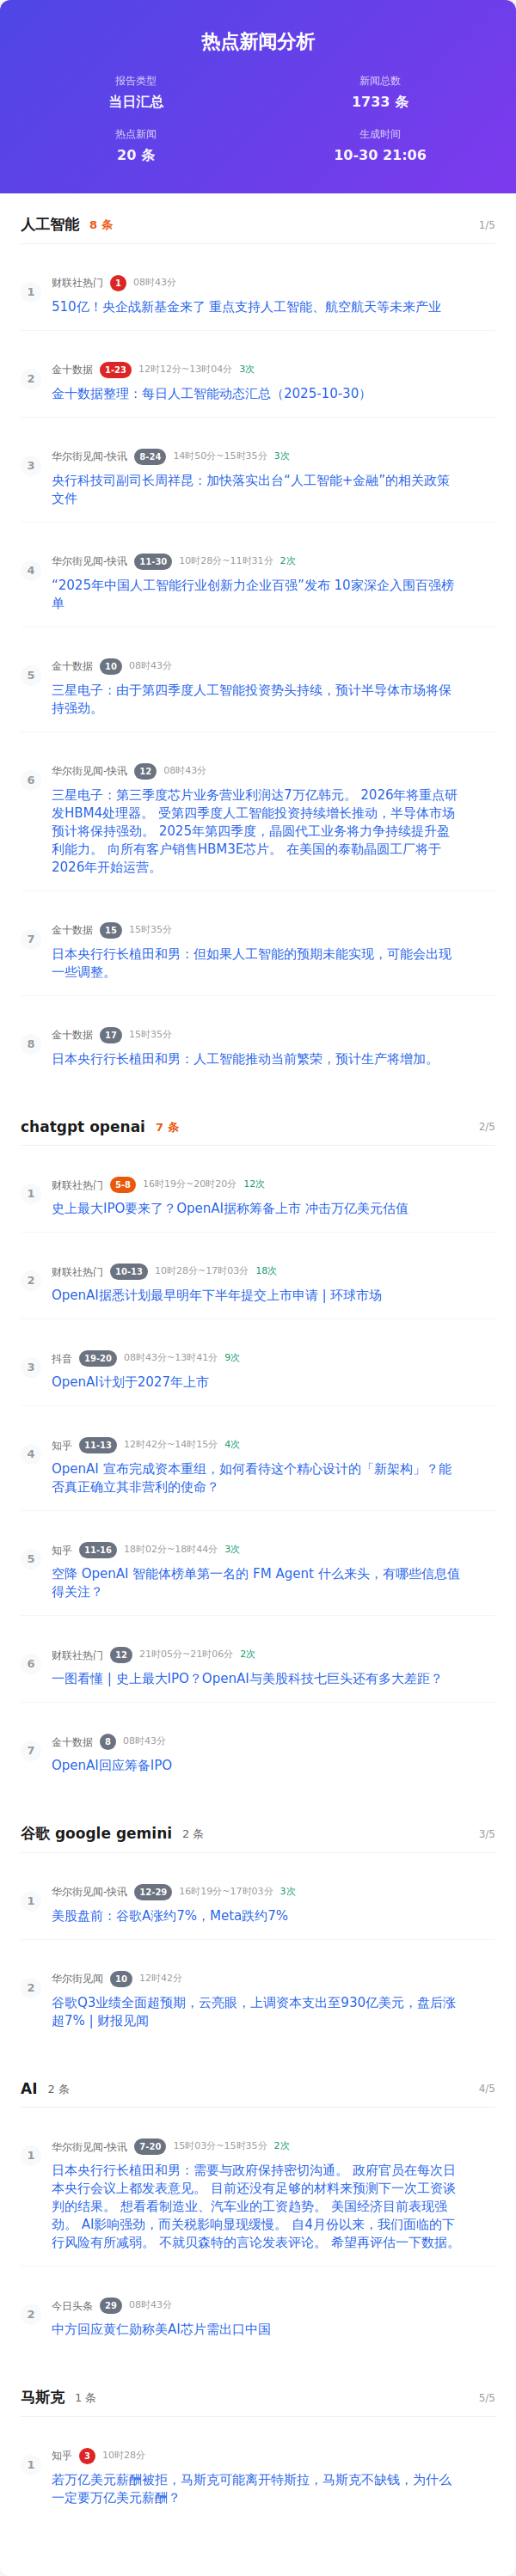 热点新闻分析
报告类型
当日汇总
新闻总数
1733 条
热点新闻
20 条
生成时间
10-30 21:06
人工智能 8 条 1/5
1 财联社热门 1 08时43分
510亿！央企战新基金来了 重点支持人工智能、航空航天等未来产业
2 金十数据 1-23 12时12分~13时04分 3次
金十数据整理：每日人工智能动态汇总（2025-10-30）
3 华尔街见闻-快讯 8-24 14时50分~15时35分 3次
央行科技司副司长周祥昆：加快落实出台“人工智能+金融”的相关政策
文件
4 华尔街见闻-快讯 11-30 10时28分~11时31分 2次
“2025年中国人工智能行业创新力企业百强”发布 10家深企入围百强榜
单
5 金十数据 10 08时43分
三星电子：由于第四季度人工智能投资势头持续，预计半导体市场将保
持强劲。
6 华尔街见闻-快讯 12 08时43分
三星电子：第三季度芯片业务营业利润达7万亿韩元。 2026年将重点研
发HBM4处理器。 受第四季度人工智能投资持续增长推动，半导体市场
预计将保持强劲。 2025年第四季度，晶圆代工业务将力争持续提升盈
利能力。 向所有客户销售HBM3E芯片。 在美国的泰勒晶圆工厂将于
2026年开始运营。
7 金十数据 15 15时35分
日本央行行长植田和男：但如果人工智能的预期未能实现，可能会出现
一些调整。
8 金十数据 17 15时35分
日本央行行长植田和男：人工智能推动当前繁荣，预计生产将增加。
chatgpt openai 7 条 2/5
1 财联社热门 5-8 16时19分~20时20分 12次
史上最大IPO要来了？OpenAI据称筹备上市 冲击万亿美元估值
2 财联社热门 10-13 10时28分~17时03分 18次
OpenAI据悉计划最早明年下半年提交上市申请 | 环球市场
3 抖音 19-20 08时43分~13时41分 9次
OpenAI计划于2027年上市
4 知乎 11-13 12时42分~14时15分 4次
OpenAI 宣布完成资本重组，如何看待这个精心设计的「新架构」？能
否真正确立其非营利的使命？
5 知乎 11-16 18时02分~18时44分 3次
空降 OpenAI 智能体榜单第一名的 FM Agent 什么来头，有哪些信息值
得关注？
6 财联社热门 12 21时05分~21时06分 2次
一图看懂 | 史上最大IPO？OpenAI与美股科技七巨头还有多大差距？
7 金十数据 8 08时43分
OpenAI回应筹备IPO
谷歌 google gemini 2 条 3/5
1 华尔街见闻-快讯 12-29 16时19分~17时03分 3次
美股盘前：谷歌A涨约7%，Meta跌约7%
2 华尔街见闻 10 12时42分
谷歌Q3业绩全面超预期，云亮眼，上调资本支出至930亿美元，盘后涨
超7% | 财报见闻
AI 2 条 4/5
1 华尔街见闻-快讯 7-20 15时03分~15时35分 2次
日本央行行长植田和男：需要与政府保持密切沟通。 政府官员在每次日
本央行会议上都发表意见。 目前还没有足够的材料来预测下一次工资谈
判的结果。 想看看制造业、汽车业的工资趋势。 美国经济目前表现强
劲。 AI影响强劲，而关税影响显现缓慢。 自4月份以来，我们面临的下
行风险有所减弱。 不就贝森特的言论发表评论。 希望再评估一下数据。
2 今日头条 29 08时43分
中方回应黄仁勋称美AI芯片需出口中国
马斯克 1 条 5/5
1 知乎 3 10时28分
若万亿美元薪酬被拒，马斯克可能离开特斯拉，马斯克不缺钱，为什么
一定要万亿美元薪酬？